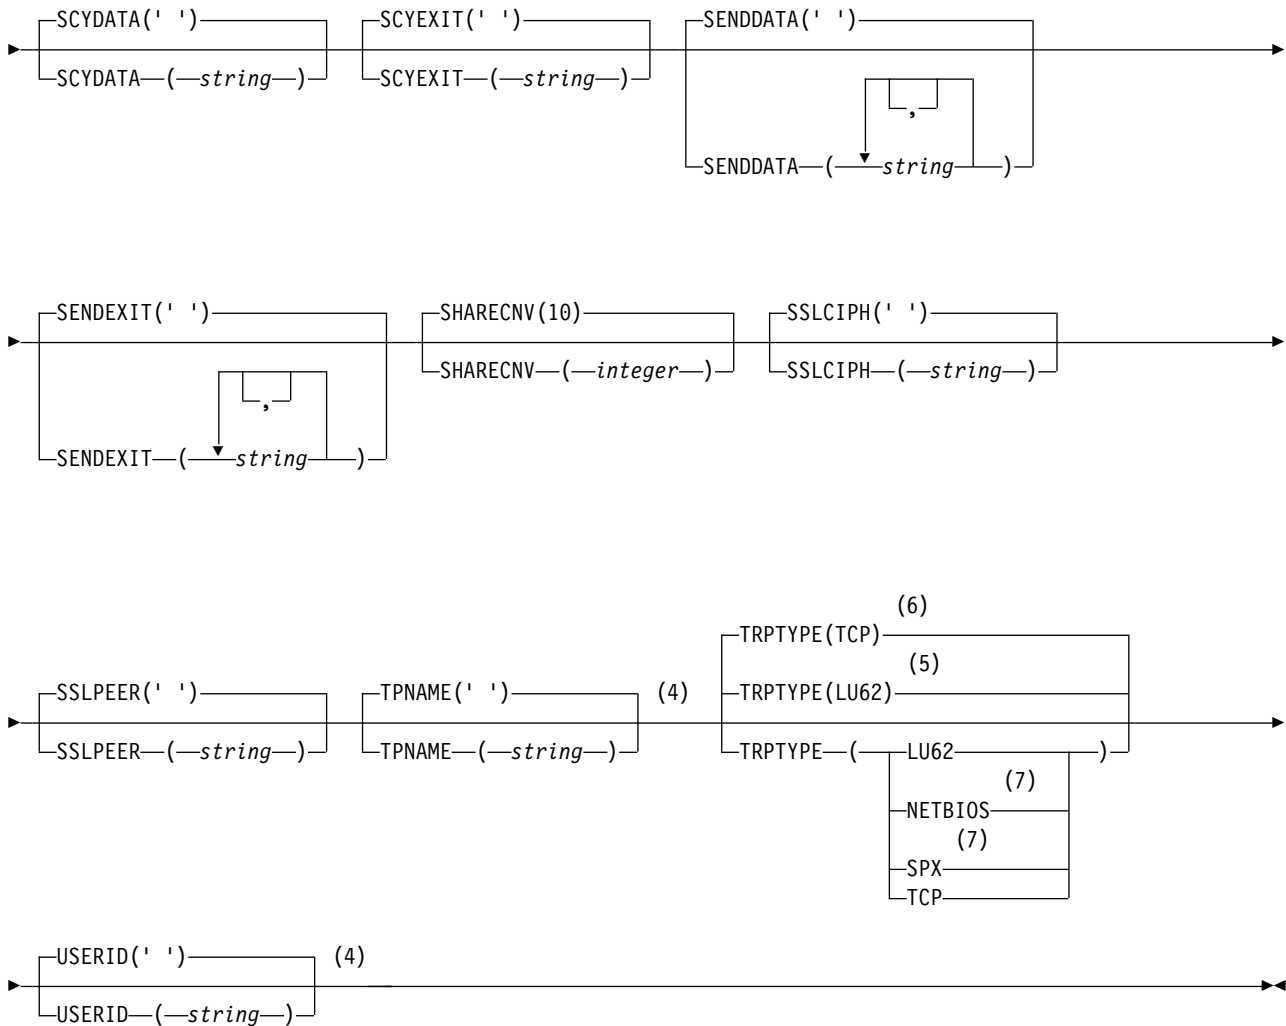 SCYDATA(' ') SCYEXIT(' ') SENDDATA(' ')
SCYDATA (string) SCYEXIT (string)
,
SENDDATA (string)
SENDEXIT(' ') SHARECNV(10) SSLCIPH(' ')
SHARECNV (integer) SSLCIPH (string)
,
SENDEXIT (string)
(6)
TRPTYPE(TCP)
(5)
SSLPEER(' ') TPNAME(' ') (4) TRPTYPE(LU62)
SSLPEER (string) TPNAME (string) TRPTYPE ( LU62 )
(7)
NETBIOS
(7)
SPX
TCP
USERID(' ') (4)
USERID (string)